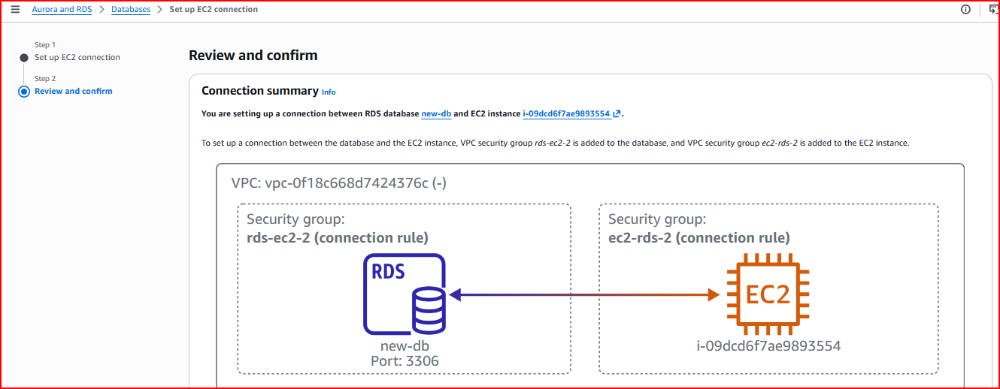 Aurora and RDS > Databases > Set up EC2 connection
Step 1
Set up EC2 connection
Step 2
Review and confirm
Review and confirm
Connection summary Info
You are setting up a connection between RDS database new-db and EC2 instance i-09dcd6f7ae9893554.
To set up a connection between the database and the EC2 instance, VPC security group rds-ec2-2 is added to the database, and VPC security group ec2-rds-2 is added to the EC2 instance.
VPC: vpc-0f18c668d7424376c (-)
Security group:
rds-ec2-2 (connection rule)
RDS
new-db
Port: 3306
Security group:
ec2-rds-2 (connection rule)
EC2
i-09dcd6f7ae9893554